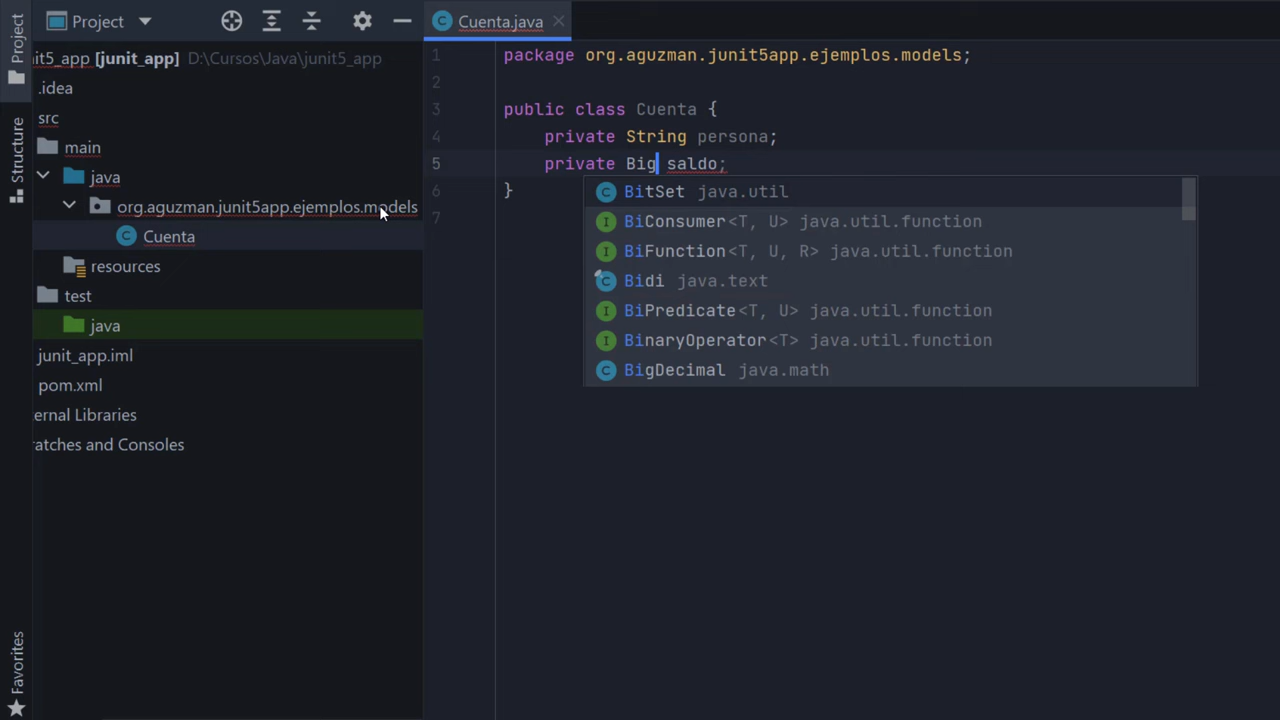 Project
Cuenta.java
Project
Structure
Favorites
it5_app [junit_app] D:\Cursos\Java\junit5_app
.idea
src
main
java
org.aguzman.junit5app.ejemplos.models
Cuenta
resources
test
java
junit_app.iml
pom.xml
ernal Libraries
ratches and Consoles
1 package org.aguzman.junit5app.ejemplos.models;
2
3 public class Cuenta {
4 private String persona;
5 private Big saldo;
6 }
7
BitSet java.util
BiConsumer<T, U> java.util.function
BiFunction<T, U, R> java.util.function
Bidi java.text
BiPredicate<T, U> java.util.function
BinaryOperator<T> java.util.function
BigDecimal java.math